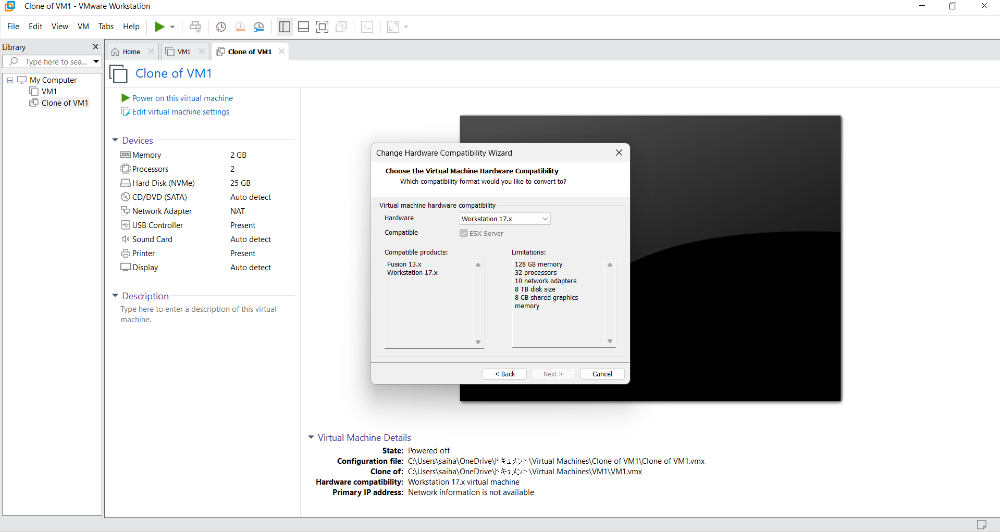 Clone of VM1 - VMware Workstation
File Edit View VM Tabs Help
Library
Type here to sea...
My Computer
VM1
Clone of VM1
Home
VM1
Clone of VM1
Clone of VM1
Power on this virtual machine
Edit virtual machine settings
Devices
Memory 2 GB
Processors 2
Hard Disk (NVMe) 25 GB
CD/DVD (SATA) Auto detect
Network Adapter NAT
USB Controller Present
Sound Card Auto detect
Printer Present
Display Auto detect
Description
Type here to enter a description of this virtual
machine.
Change Hardware Compatibility Wizard
Choose the Virtual Machine Hardware Compatibility
Which compatibility format would you like to convert to?
Virtual machine hardware compatibility
Hardware Workstation 17.x
Compatible ESX Server
Compatible products:
Fusion 13.x
Workstation 17.x
Limitations:
128 GB memory
32 processors
10 network adapters
8 TB disk size
8 GB shared graphics
memory
< Back Next > Cancel
Virtual Machine Details
State: Powered off
Configuration file: C:\Users\saiha\OneDrive\ドキュメント\Virtual Machines\Clone of VM1\Clone of VM1.vmx
Clone of: C:\Users\saiha\OneDrive\ドキュメント\Virtual Machines\VM1\VM1.vmx
Hardware compatibility: Workstation 17.x virtual machine
Primary IP address: Network information is not available